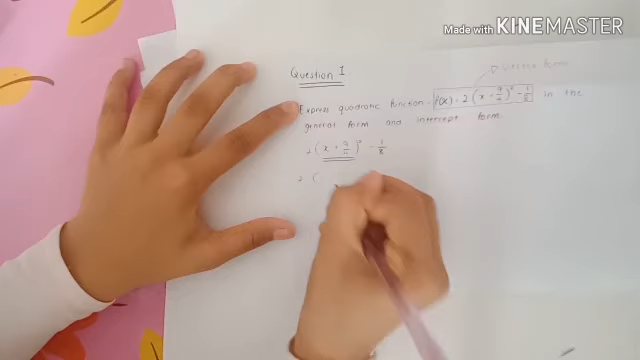 Made with KINEMASTER
Question 1.
vertex form
Express quadratic function f(x) = 2 (x + 9/4)² - 1/8 in the
general form and intercept form
2 (x + 9/4)² - 1/8
2 (